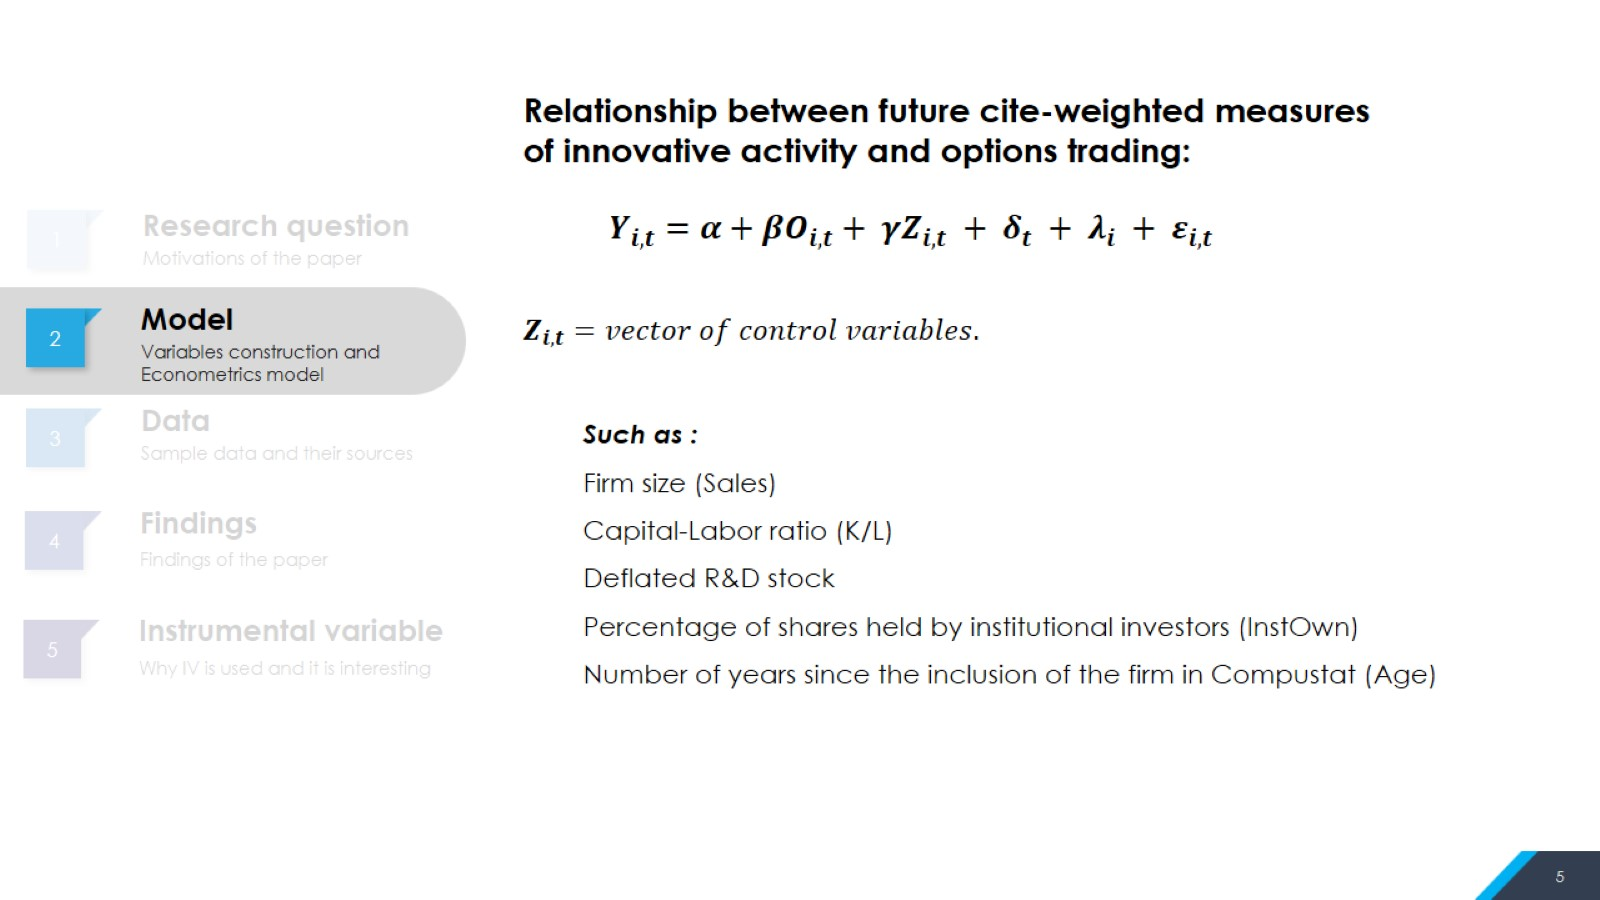 Relationship between future cite-weighted measures
of innovative activity and options trading:
Y_{i,t} = α + βO_{i,t} + γZ_{i,t} + δ_t + λ_i + ε_{i,t}
Z_{i,t} = vector of control variables.
Such as :
Firm size (Sales)
Capital-Labor ratio (K/L)
Deflated R&D stock
Percentage of shares held by institutional investors (InstOwn)
Number of years since the inclusion of the firm in Compustat (Age)
1
Research question
Motivations of the paper
2
Model
Variables construction and
Econometrics model
3
Data
Sample data and their sources
4
Findings
Findings of the paper
5
Instrumental variable
Why IV is used and it is interesting
5